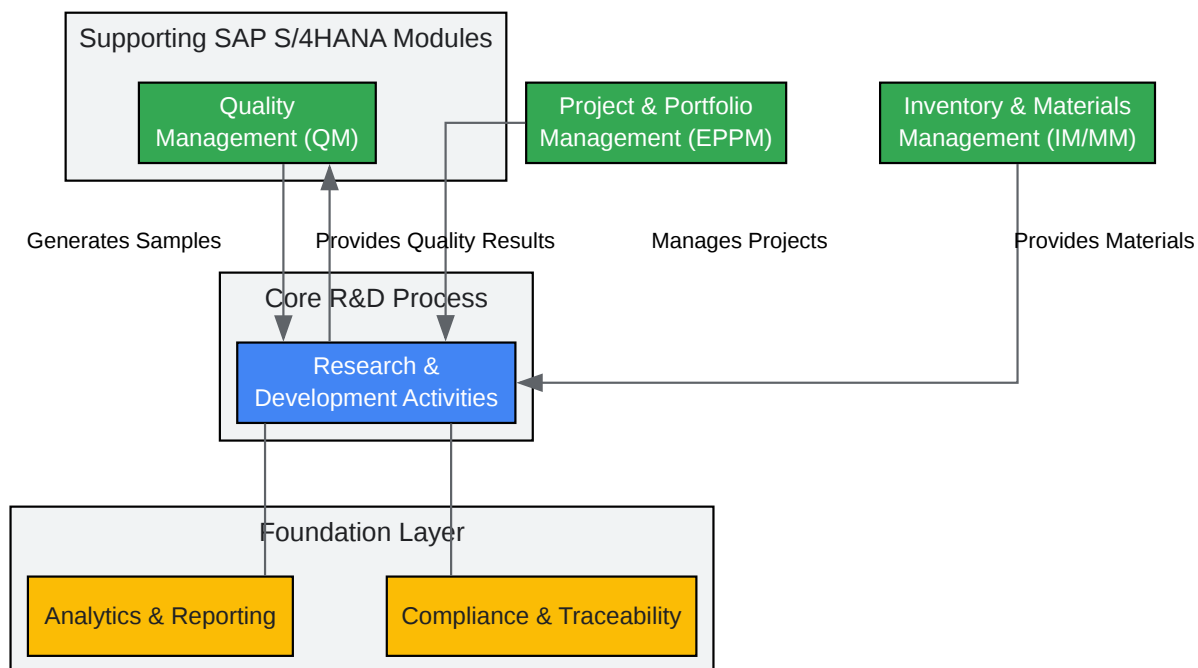 Supporting SAP S/4HANA Modules
Quality
Management (QM)
Project & Portfolio
Management (EPPM)
Inventory & Materials
Management (IM/MM)
Generates Samples
Provides Quality Results
Manages Projects
Provides Materials
Core R&D Process
Research &
Development Activities
Foundation Layer
Analytics & Reporting
Compliance & Traceability